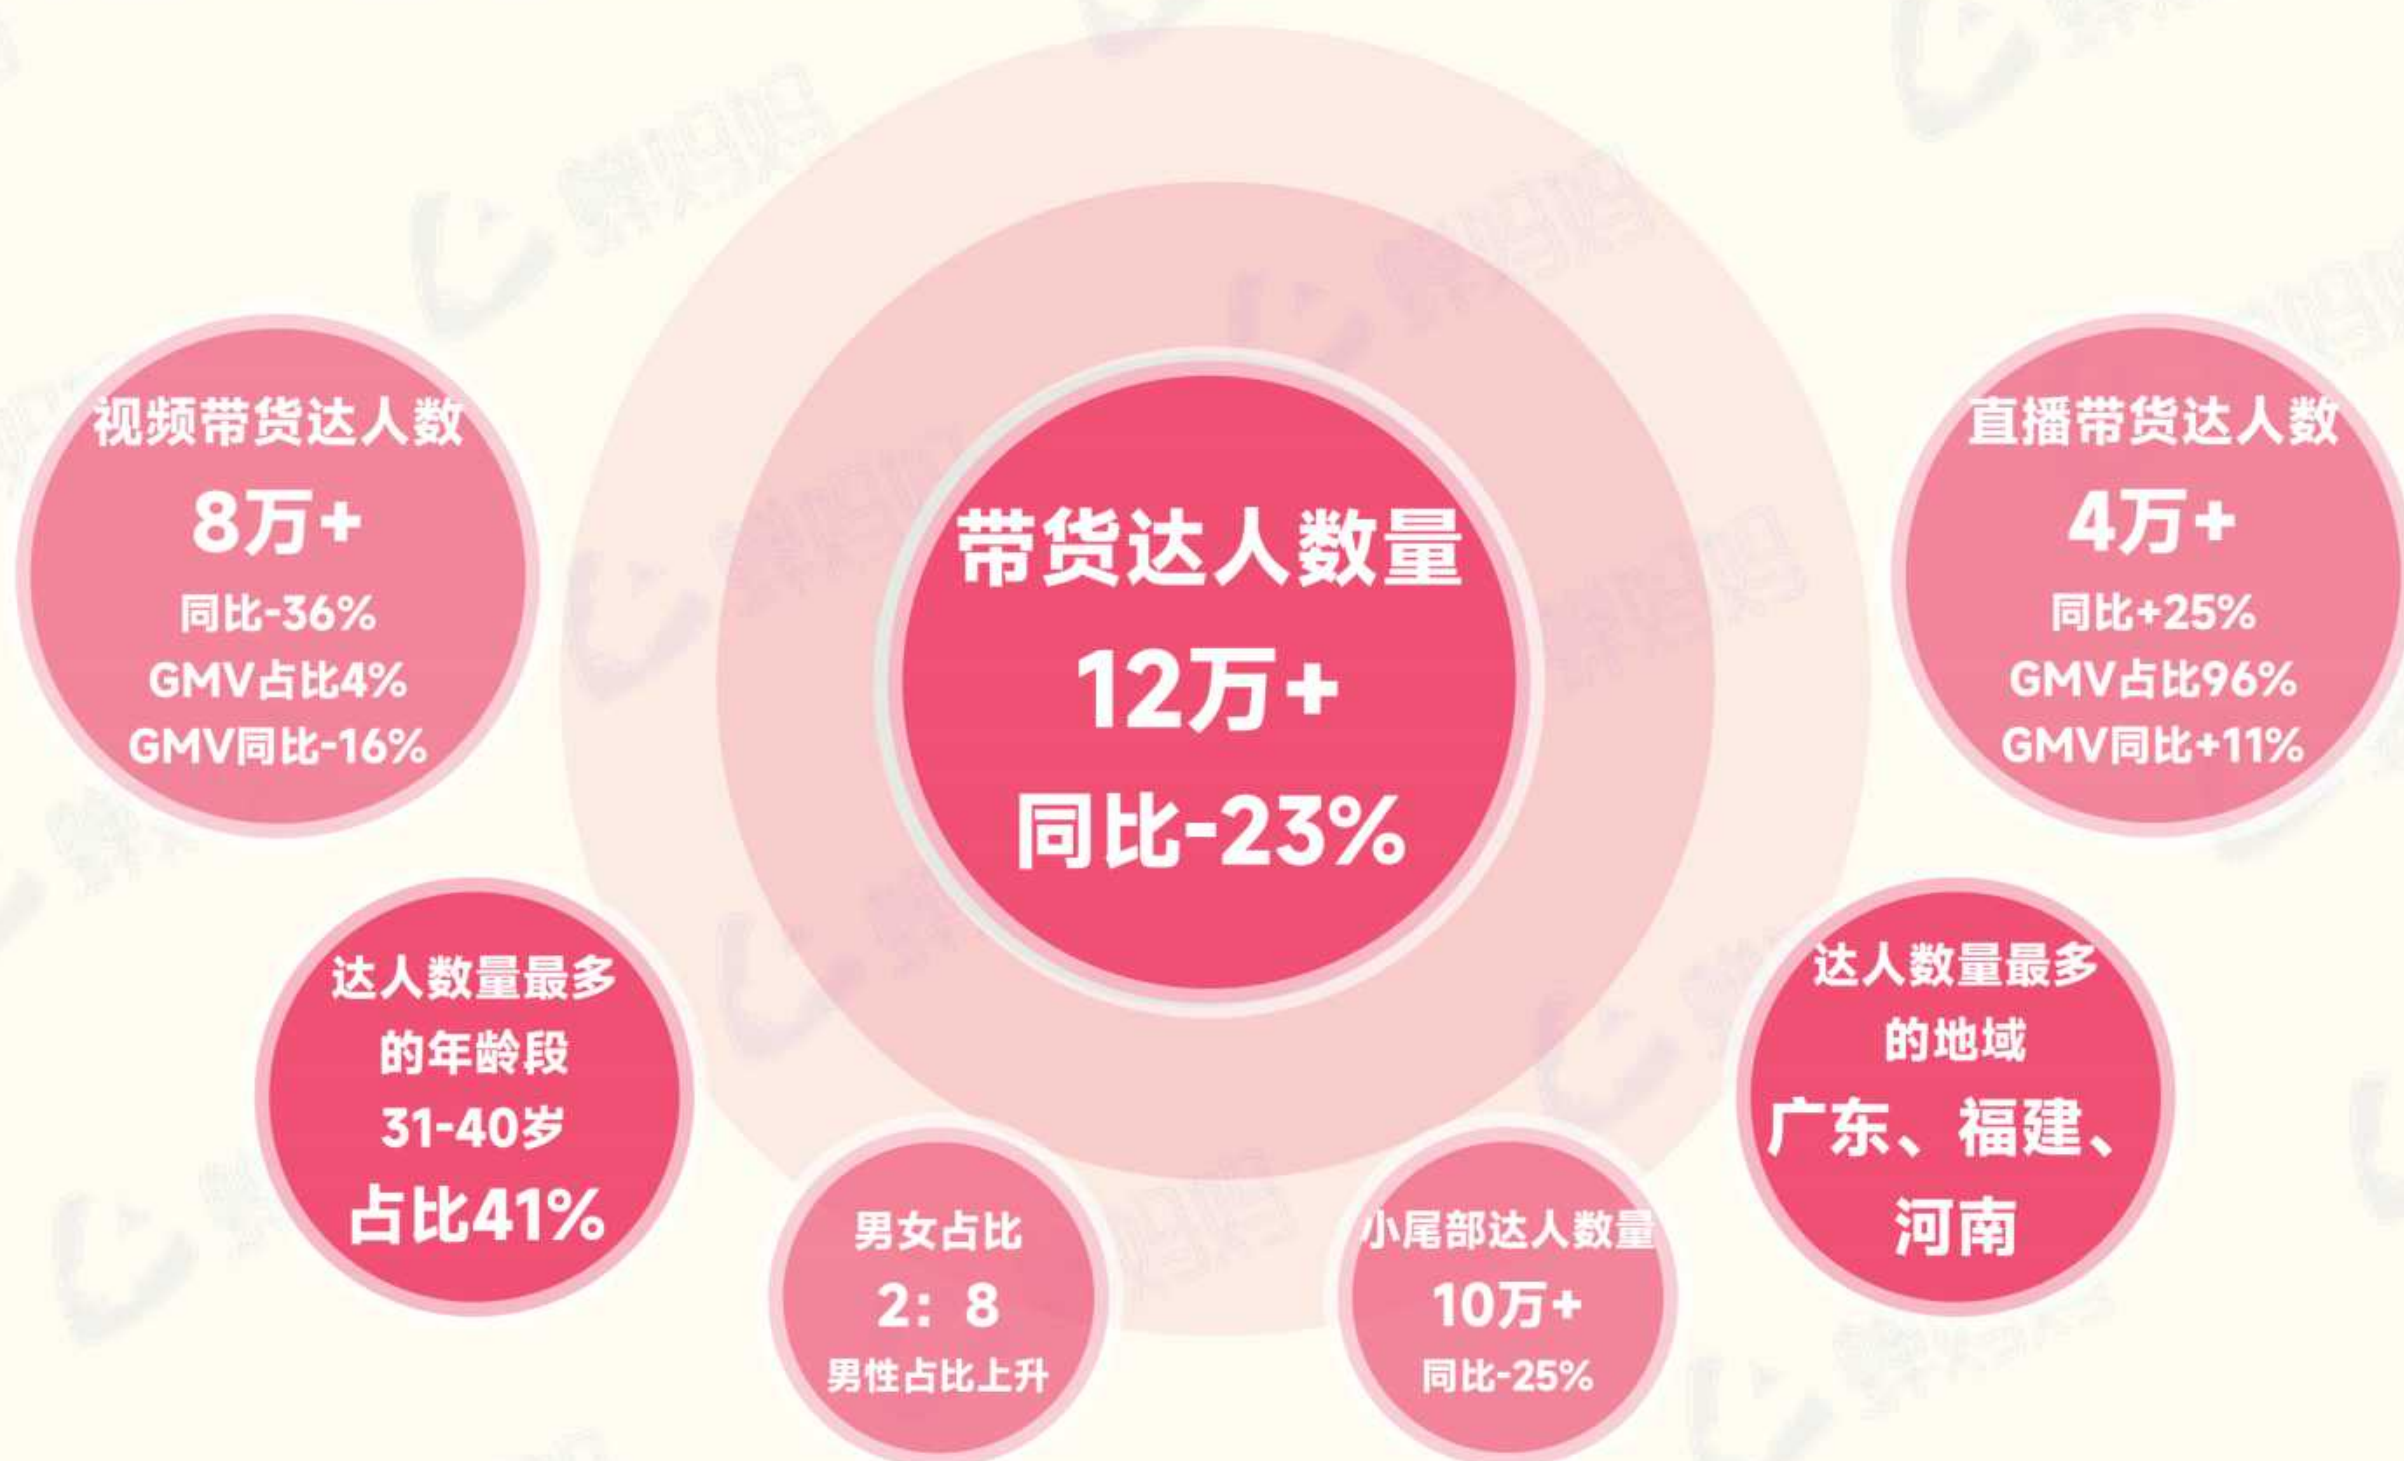 视频带货达人数
8万+
同比-36%
GMV占比4%
GMV同比-16%
带货达人数量
12万+
同比-23%
直播带货达人数
4万+
同比+25%
GMV占比96%
GMV同比+11%
达人数量最多
的年龄段
31-40岁
占比41%
男女占比
2：8
男性占比上升
小尾部达人数量
10万+
同比-25%
达人数量最多
的地域
广东、福建、
河南